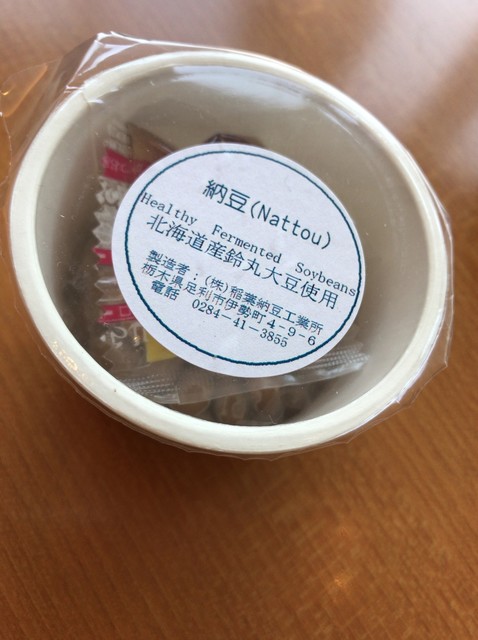 納豆(Nattou)
Healthy Fermented Soybeans
北海道産鈴丸大豆使用
製造者：(株)稲葉納豆工業所
栃木県足利市伊勢町4-9-6
電話 0284-41-3855